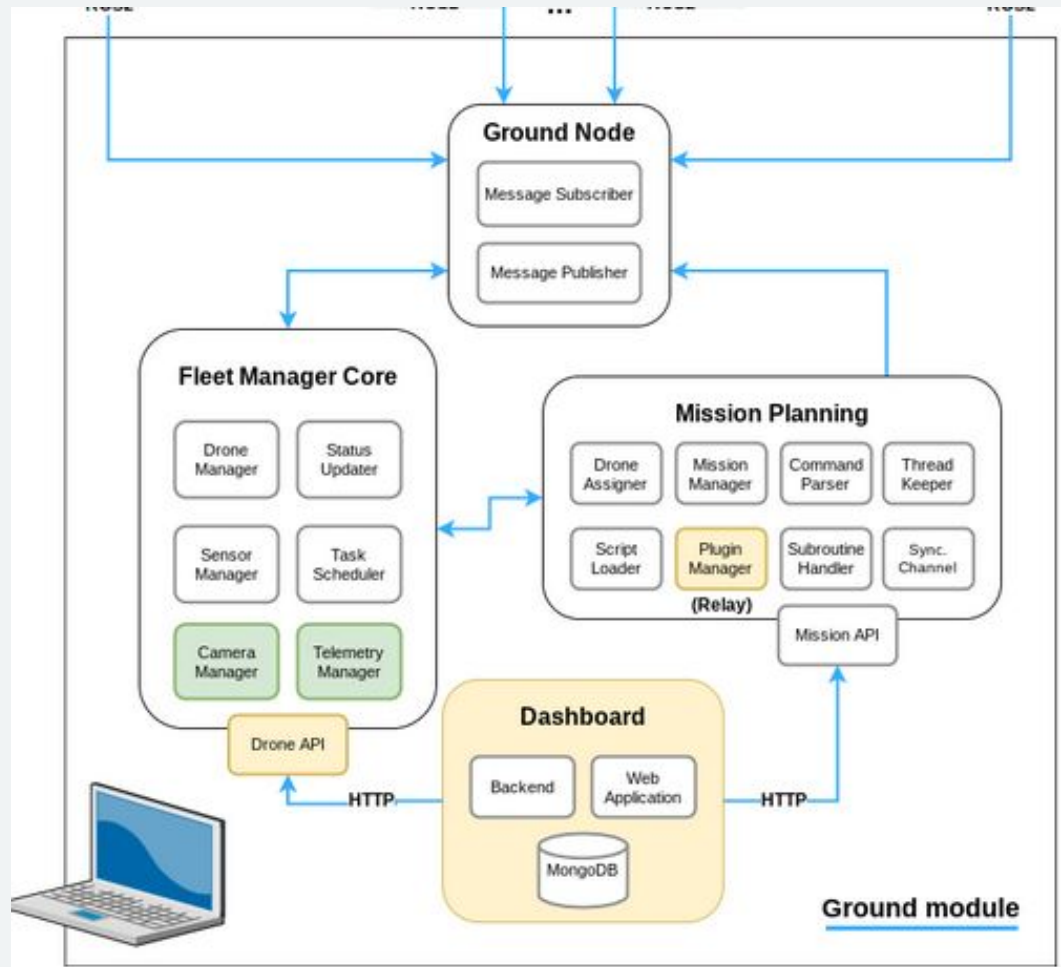 ...
Ground Node
Message Subscriber
Message Publisher
Fleet Manager Core
Drone
Manager
Status
Updater
Sensor
Manager
Task
Scheduler
Camera
Manager
Telemetry
Manager
Drone API
Mission Planning
Drone
Assigner
Mission
Manager
Command
Parser
Thread
Keeper
Script
Loader
Plugin
Manager
Subroutine
Handler
Sync.
Channel
(Relay)
Mission API
Dashboard
Backend
Web
Application
MongoDB
HTTP
HTTP
Ground module